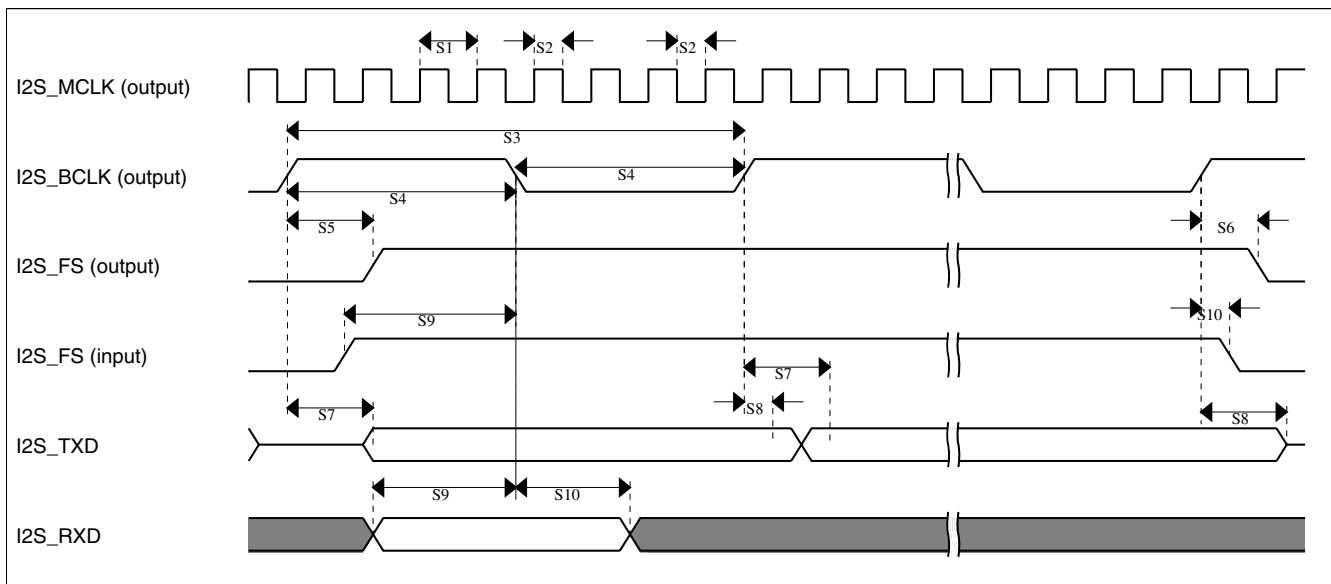 S1
S2
S2
I2S_MCLK (output)
S3
I2S_BCLK (output)
S4
S4
S5
S6
I2S_FS (output)
S9
S10
I2S_FS (input)
S7
S7
S8
S8
I2S_TXD
S9
S10
I2S_RXD